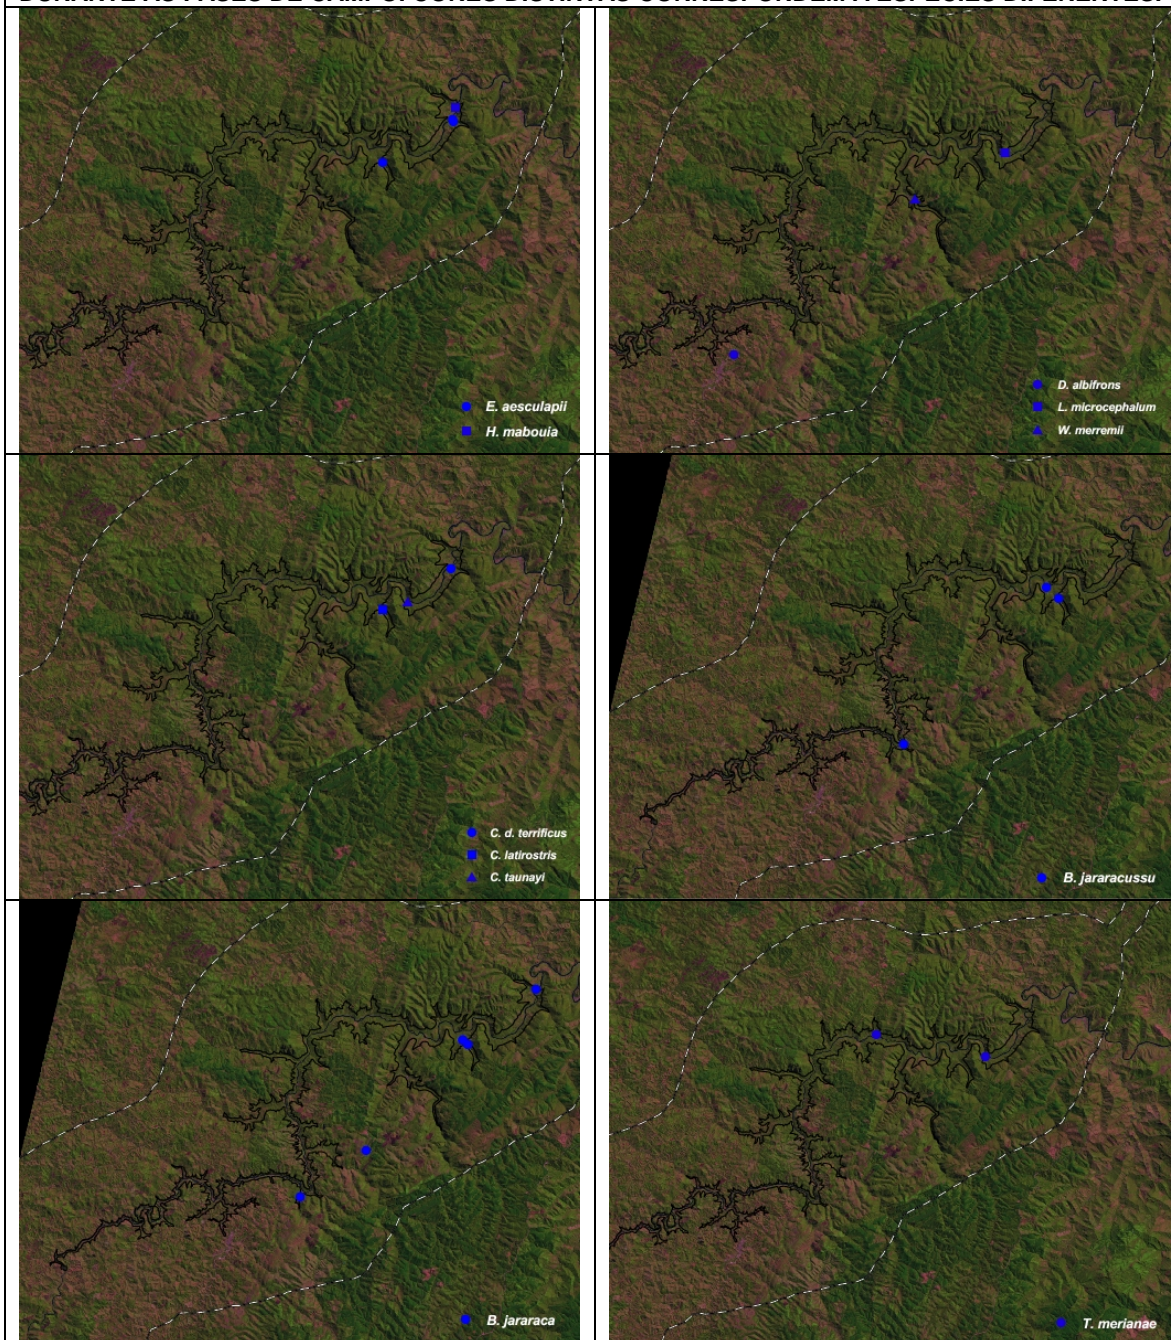 E. aesculapii
H. mabouia
D. albifrons
L. microcephalum
W. merremii
C. d. terrificus
C. latirostris
C. taunayi
B. jararacussu
B. jararaca
T. merianae